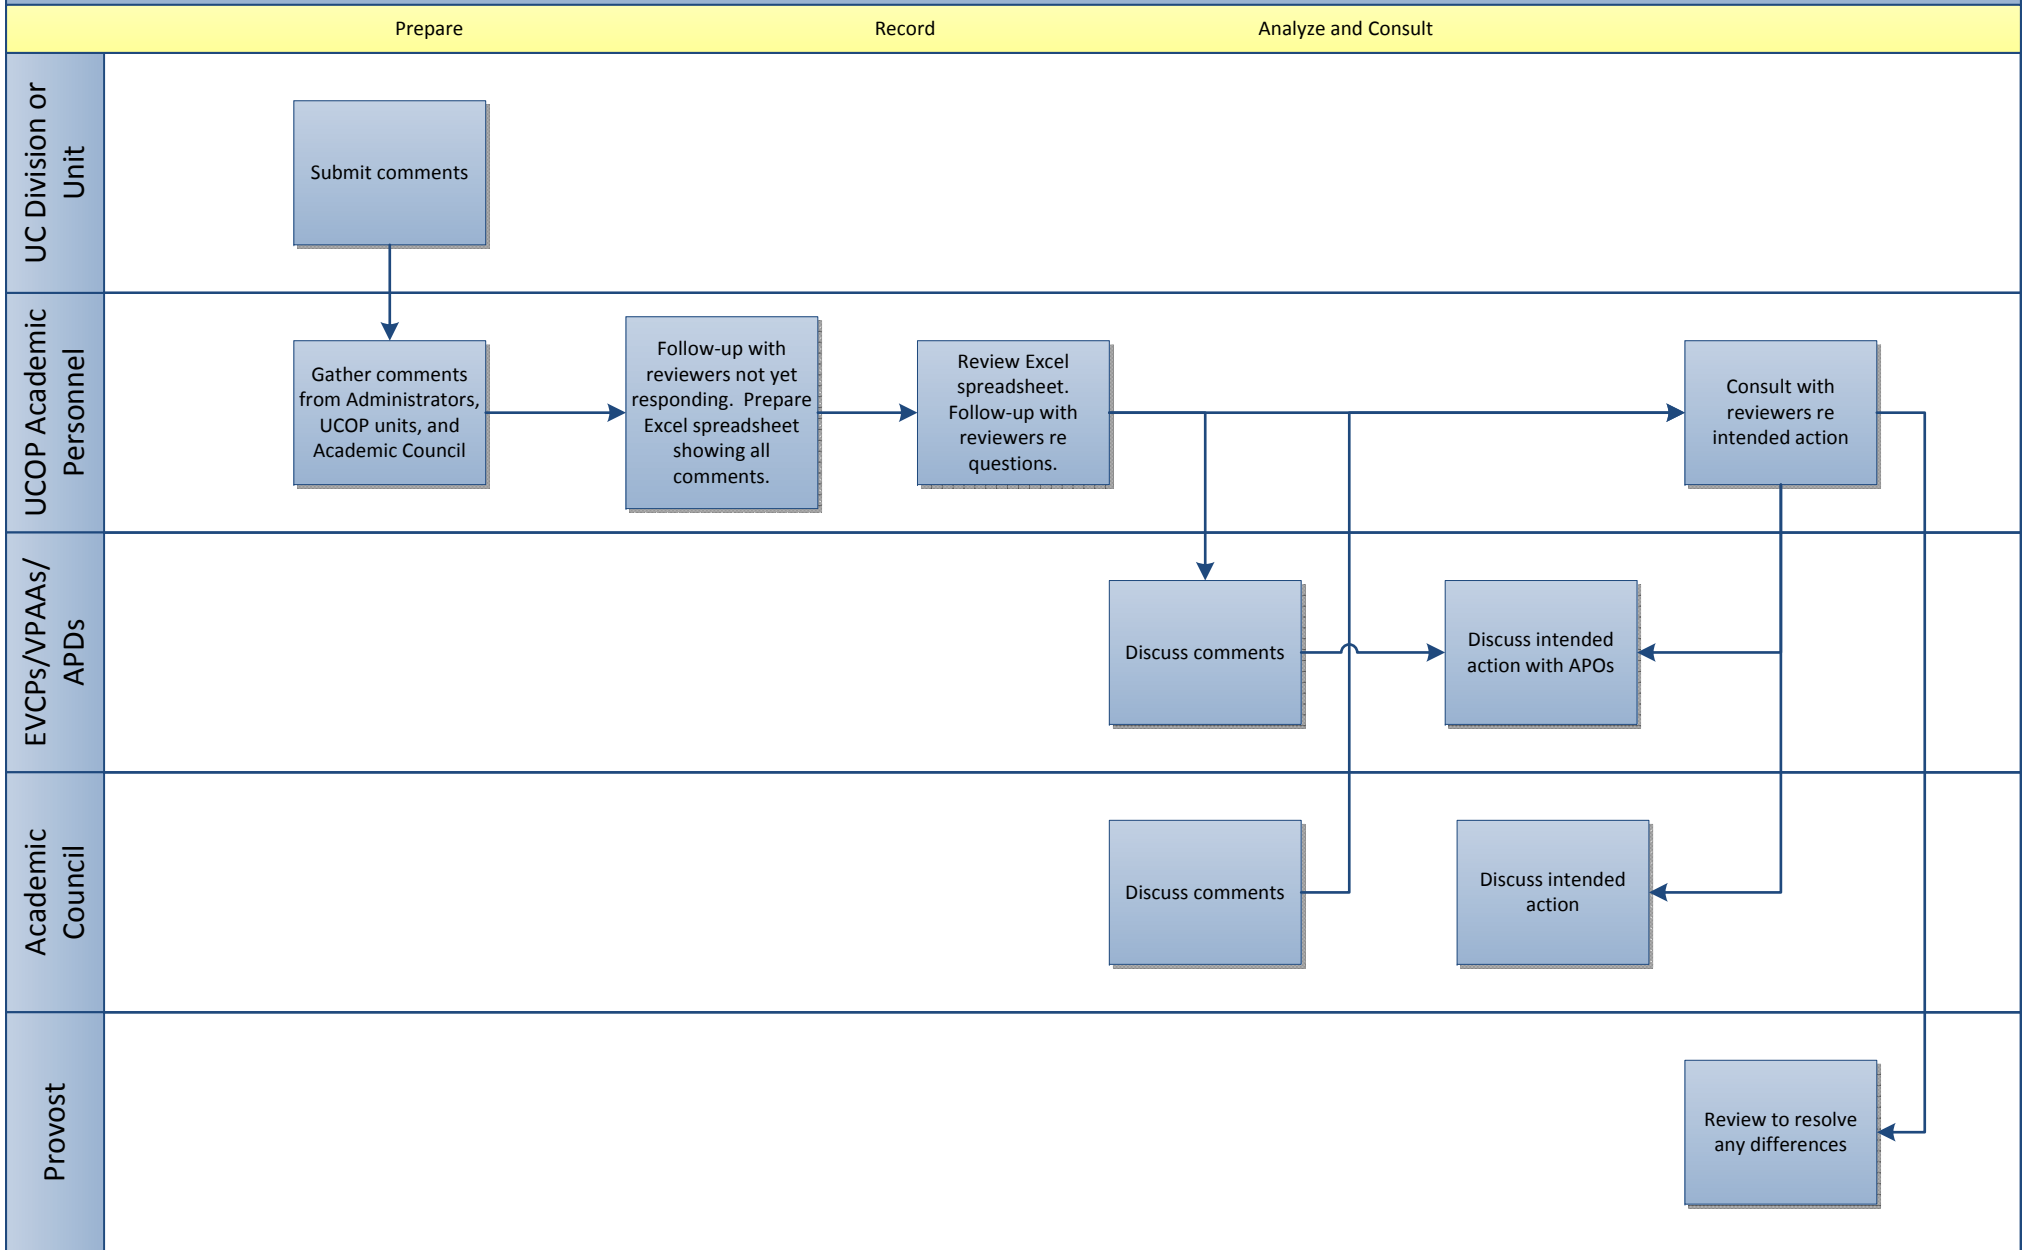 Prepare
Record
Analyze and Consult
UC Division or
Unit
Submit comments
UCOP Academic
Personnel
Gather comments
from Administrators,
UCOP units, and
Academic Council
Follow-up with
reviewers not yet
responding.  Prepare
Excel spreadsheet
showing all
comments.
Review Excel
spreadsheet.
Follow-up with
reviewers re
questions.
Consult with
reviewers re
intended action
EVCPs/VPAAs/
APDs
Discuss comments
Discuss intended
action with APOs
Academic
Council
Discuss comments
Discuss intended
action
Provost
Review to resolve
any differences